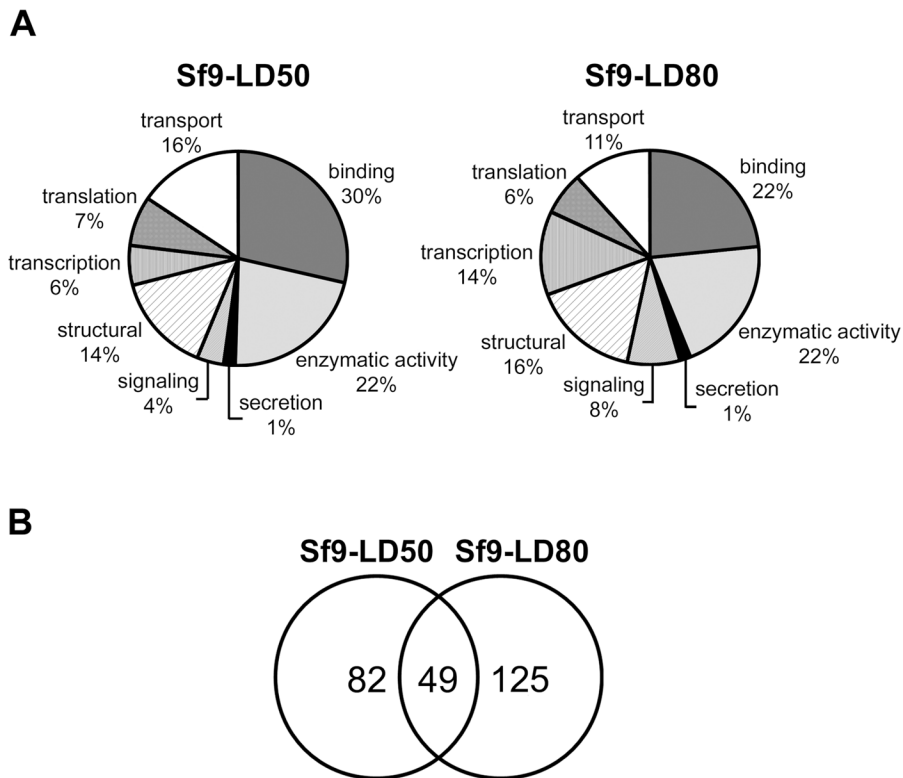 A
Sf9-LD50
transport
16%
binding
30%
translation
7%
transcription
6%
structural
14%
signaling
4%
secretion
1%
enzymatic activity
22%
Sf9-LD80
transport
11%
binding
22%
translation
6%
transcription
14%
structural
16%
signaling
8%
secretion
1%
enzymatic activity
22%
B
Sf9-LD50 Sf9-LD80
82 49 125